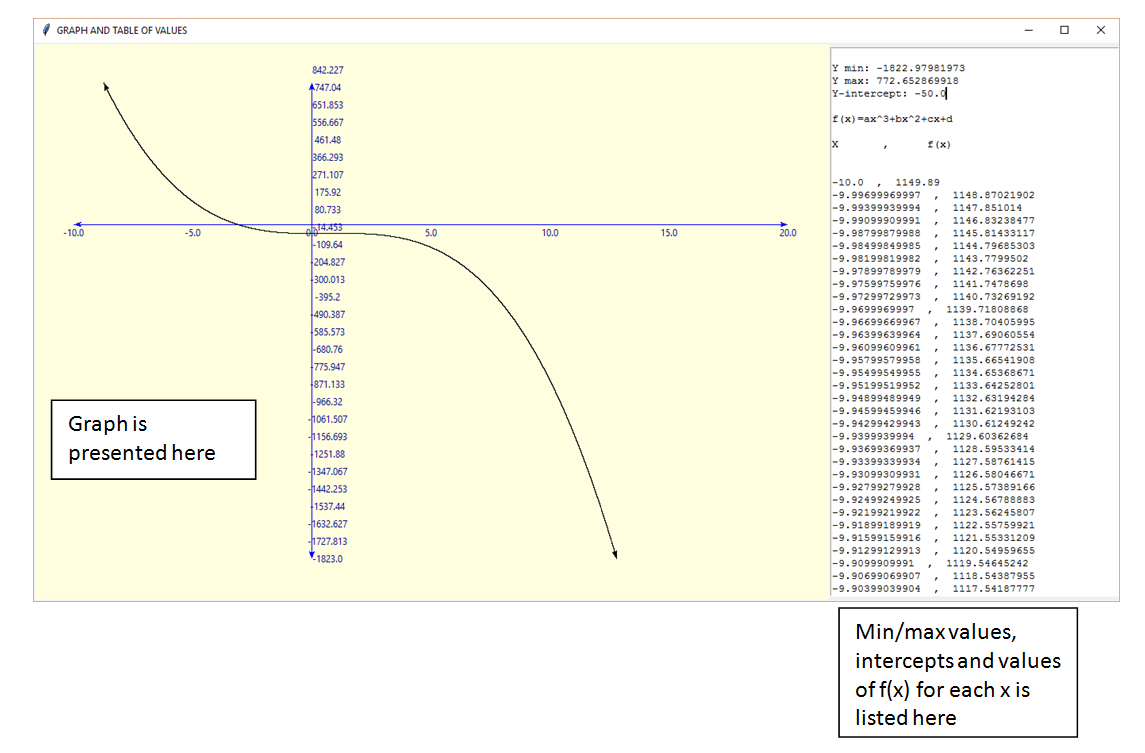 GRAPH AND TABLE OF VALUES
842.227
747.04
651.853
556.667
461.48
366.293
271.107
175.92
80.733
-10.0 -5.0 0.0 5.0 10.0 15.0 20.0
-14.453
-109.64
-204.827
-300.013
-395.2
-490.387
-585.573
-680.76
-775.947
-871.133
-966.32
-1061.507
-1156.693
-1251.88
-1347.067
-1442.253
-1537.44
-1632.627
-1727.813
-1823.0
Graph is
presented here
Y min: -1822.97981973
Y max: 772.652869918
Y-intercept: -50.0
f(x)=ax^3+bx^2+cx+d
X , f(x)
-10.0 , 1149.89
-9.99699969997 , 1148.87021902
-9.99399939994 , 1147.851014
-9.99099909991 , 1146.83238477
-9.98799879988 , 1145.81433117
-9.98499849985 , 1144.79685303
-9.98199819982 , 1143.7799502
-9.97899789979 , 1142.76362251
-9.97599759976 , 1141.7478698
-9.97299729973 , 1140.73269192
-9.9699969997 , 1139.71808868
-9.96699669967 , 1138.70405995
-9.96399639964 , 1137.69060554
-9.96099609961 , 1136.67772531
-9.95799579958 , 1135.66541908
-9.95499549955 , 1134.65368671
-9.95199519952 , 1133.64252801
-9.94899489949 , 1132.63194284
-9.94599459946 , 1131.62193103
-9.94299429943 , 1130.61249242
-9.9399939994 , 1129.60362684
-9.93699369937 , 1128.59533414
-9.93399339934 , 1127.58761415
-9.93099309931 , 1126.58046671
-9.92799279928 , 1125.57389166
-9.92499249925 , 1124.56788883
-9.92199219922 , 1123.56245807
-9.91899189919 , 1122.55759921
-9.91599159916 , 1121.55331209
-9.91299129913 , 1120.54959655
-9.9099909991 , 1119.54645242
-9.90699069907 , 1118.54387955
-9.90399039904 , 1117.54187777
Min/max values,
intercepts and values
of f(x) for each x is
listed here